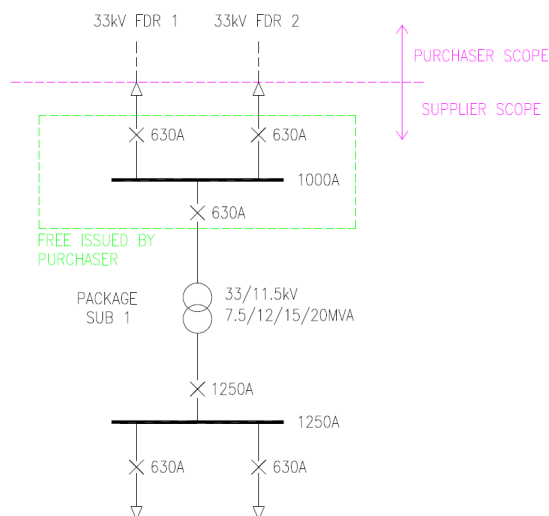 33kV FDR 1
33kV FDR 2
PURCHASER SCOPE
SUPPLIER SCOPE
630A
630A
1000A
630A
FREE ISSUED BY
PURCHASER
PACKAGE
SUB 1
33/11.5kV
7.5/12/15/20MVA
1250A
1250A
630A
630A